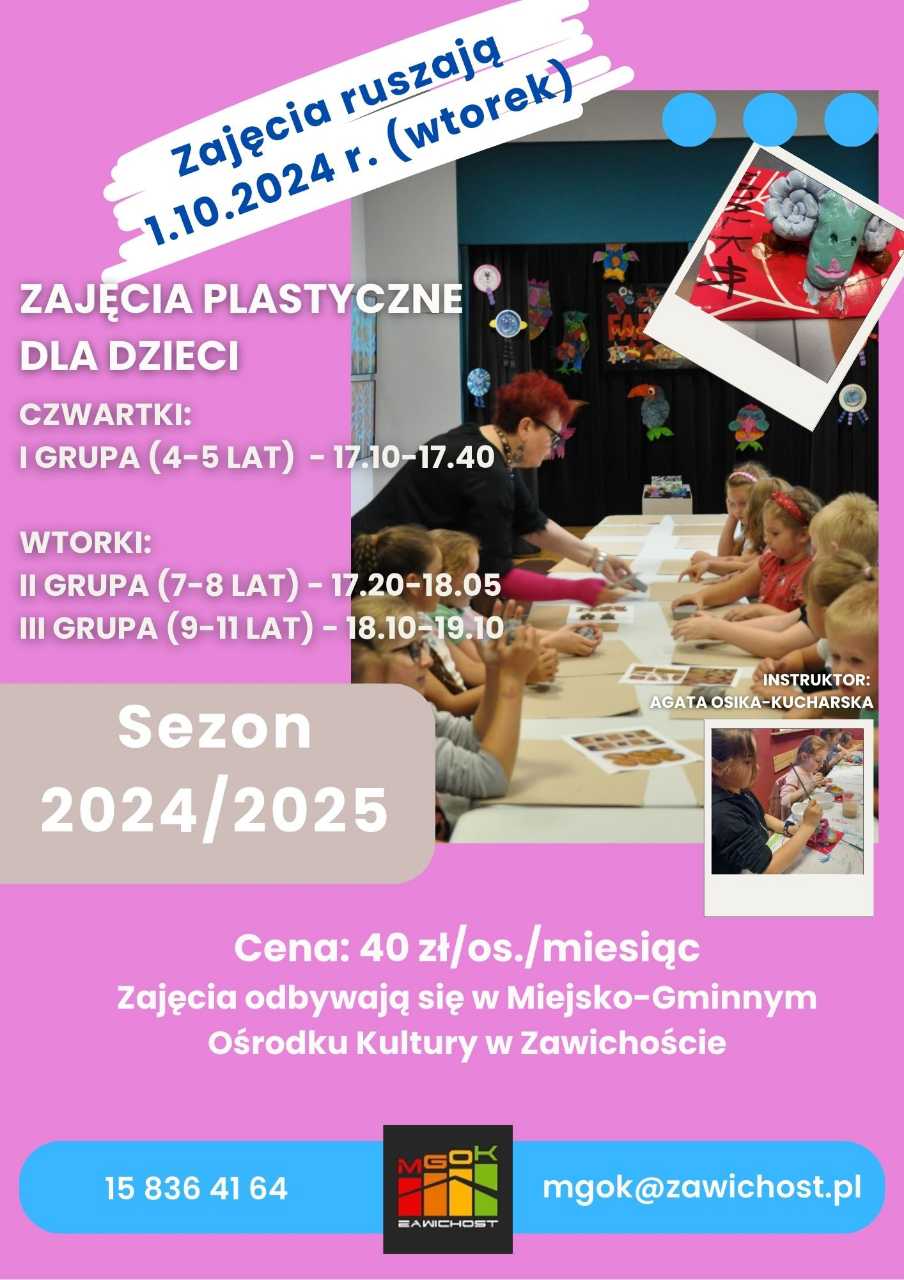 Zajęcia ruszają
1.10.2024 r. (wtorek)
MALKA
ZAJĘCIA PLASTYCZNE
DLA DZIECI
CZWARTKI:
I GRUPA (4-5 LAT) - 17.10-17.40
WTORKI:
II GRUPA (7-8 LAT) - 17.20-18.05
III GRUPA (9-11 LAT) - 18.10-19.10
INSTRUKTOR:
AGATA OSIKA-KUCHARSKA
Sezon
2024/2025
Cena: 40 zł/os./miesiąc
Zajęcia odbywają się w Miejsko-Gminnym
Ośrodku Kultury w Zawichoście
15 836 41 64
MGOK
ZAWICHOST
mgok@zawichost.pl